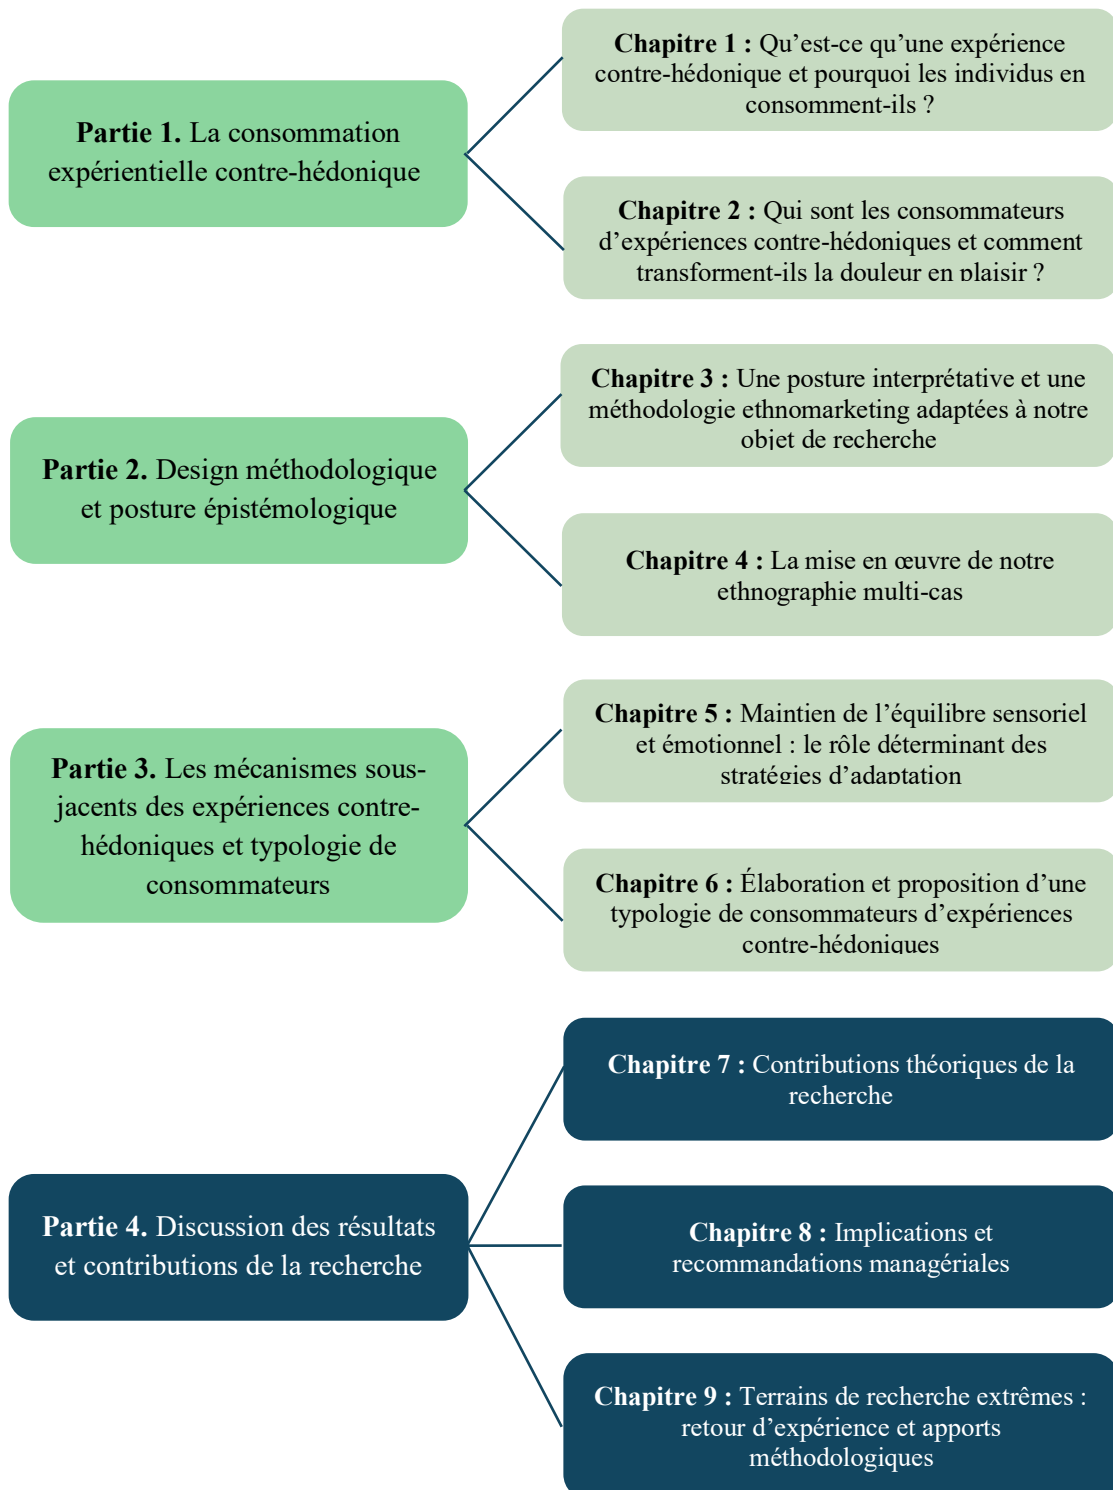 Partie 1. La consommation
expérientielle contre-hédonique
Chapitre 1 : Qu’est-ce qu’une expérience
contre-hédonique et pourquoi les individus en
consomment-ils ?
Chapitre 2 : Qui sont les consommateurs
d’expériences contre-hédoniques et comment
transforment-ils la douleur en plaisir ?
Partie 2. Design méthodologique
et posture épistémologique
Chapitre 3 : Une posture interprétative et une
méthodologie ethnomarketing adaptées à notre
objet de recherche
Chapitre 4 : La mise en œuvre de notre
ethnographie multi-cas
Partie 3. Les mécanismes sous-
jacents des expériences contre-
hédoniques et typologie de
consommateurs
Chapitre 5 : Maintien de l’équilibre sensoriel
et émotionnel : le rôle déterminant des
stratégies d’adaptation
Chapitre 6 : Élaboration et proposition d’une
typologie de consommateurs d’expériences
contre-hédoniques
Partie 4. Discussion des résultats
et contributions de la recherche
Chapitre 7 : Contributions théoriques de la
recherche
Chapitre 8 : Implications et
recommandations managériales
Chapitre 9 : Terrains de recherche extrêmes :
retour d’expérience et apports
méthodologiques